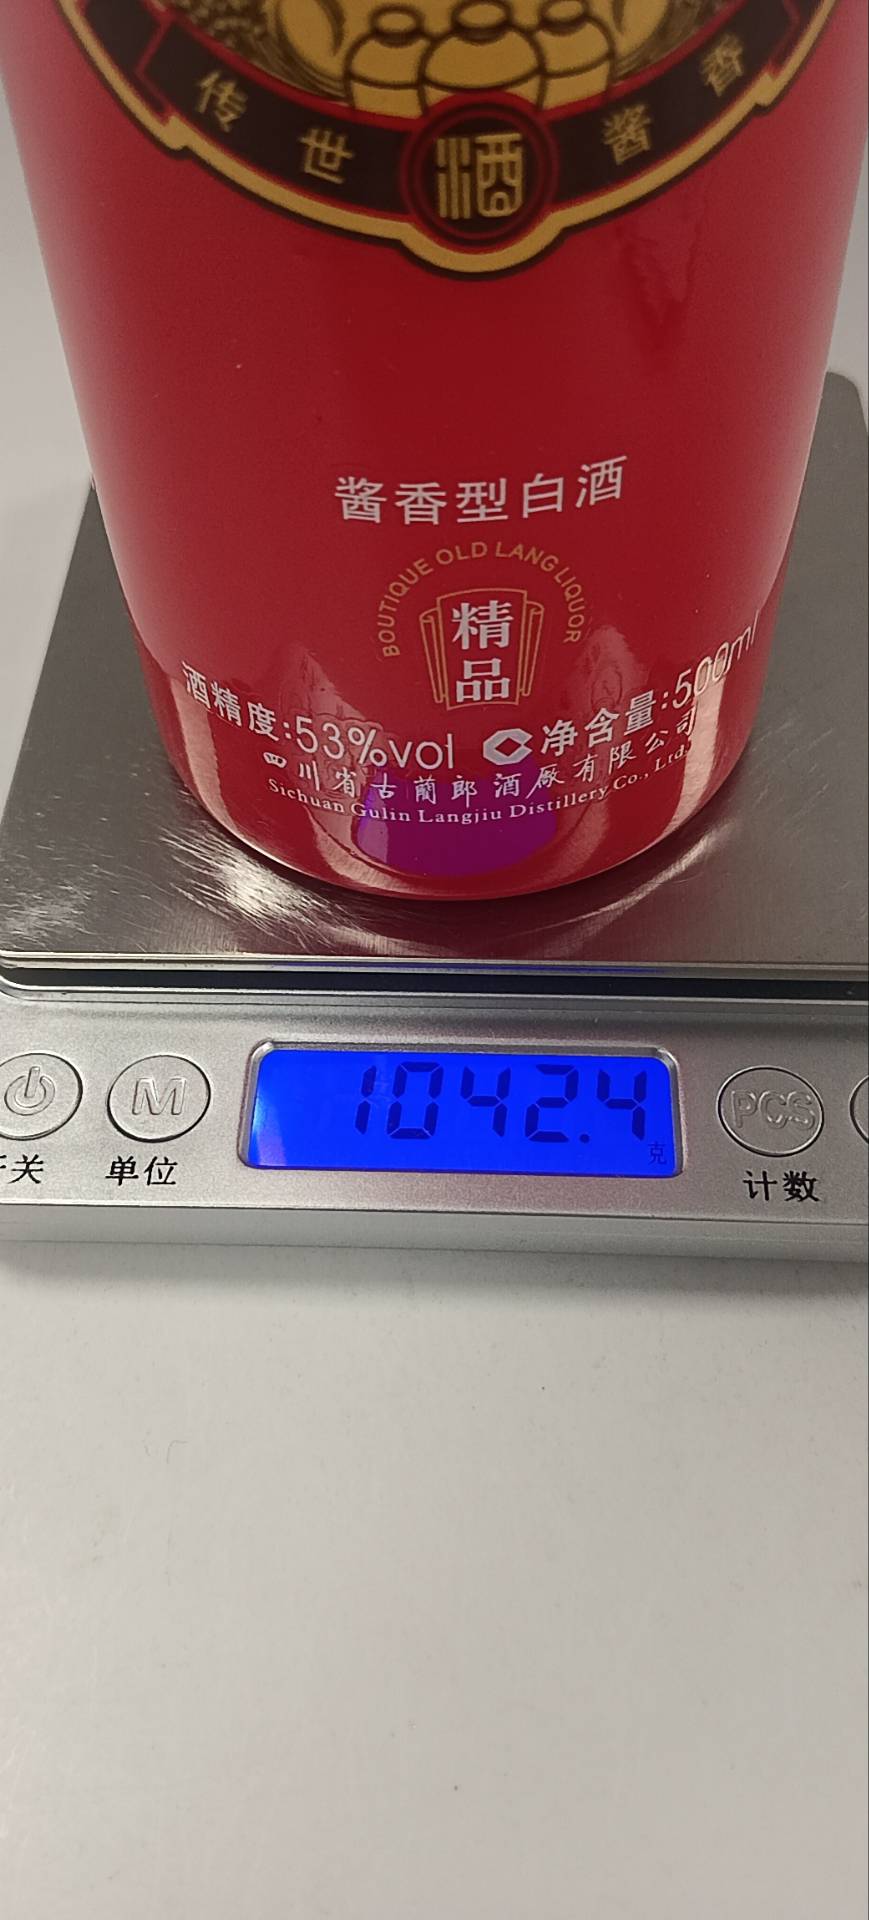 传世酒酱香
酱香型白酒
BOUTIQUE OLD LANG LIQUOR
精品
酒精度:53%vol 净含量:500ml
四川省古蘭郎酒廠有限公司
Sichuan Gulin Langjiu Distillery Co., Ltd.
1042.4
克
M
PCS
开关
单位
计数